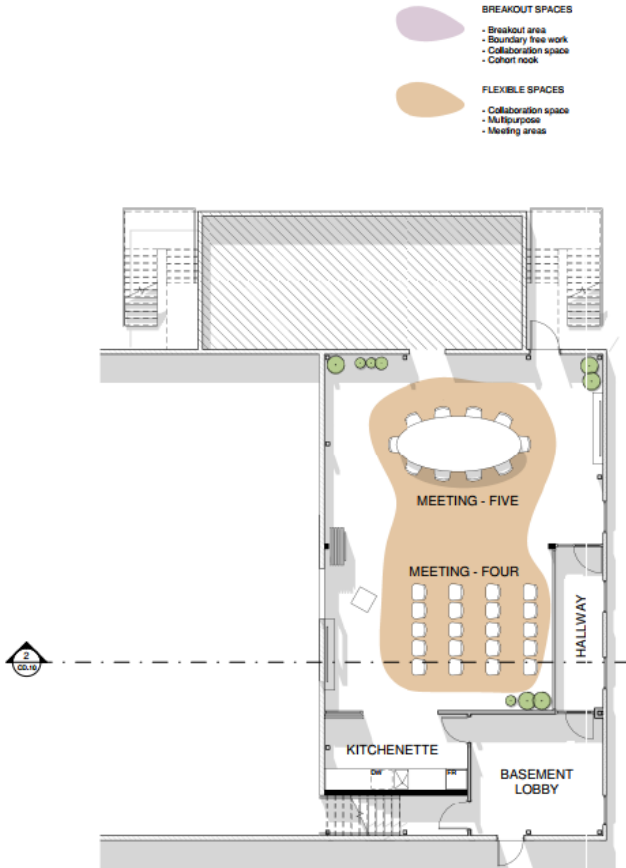 BREAKOUT SPACES
- Breakout area
- Boundary free work
- Collaboration space
- Cohort nook
FLEXIBLE SPACES
- Collaboration space
- Multipurpose
- Meeting areas
MEETING - FIVE
MEETING - FOUR
HALLWAY
2
CD.10
KITCHENETTE
DW
FR
BASEMENT
LOBBY